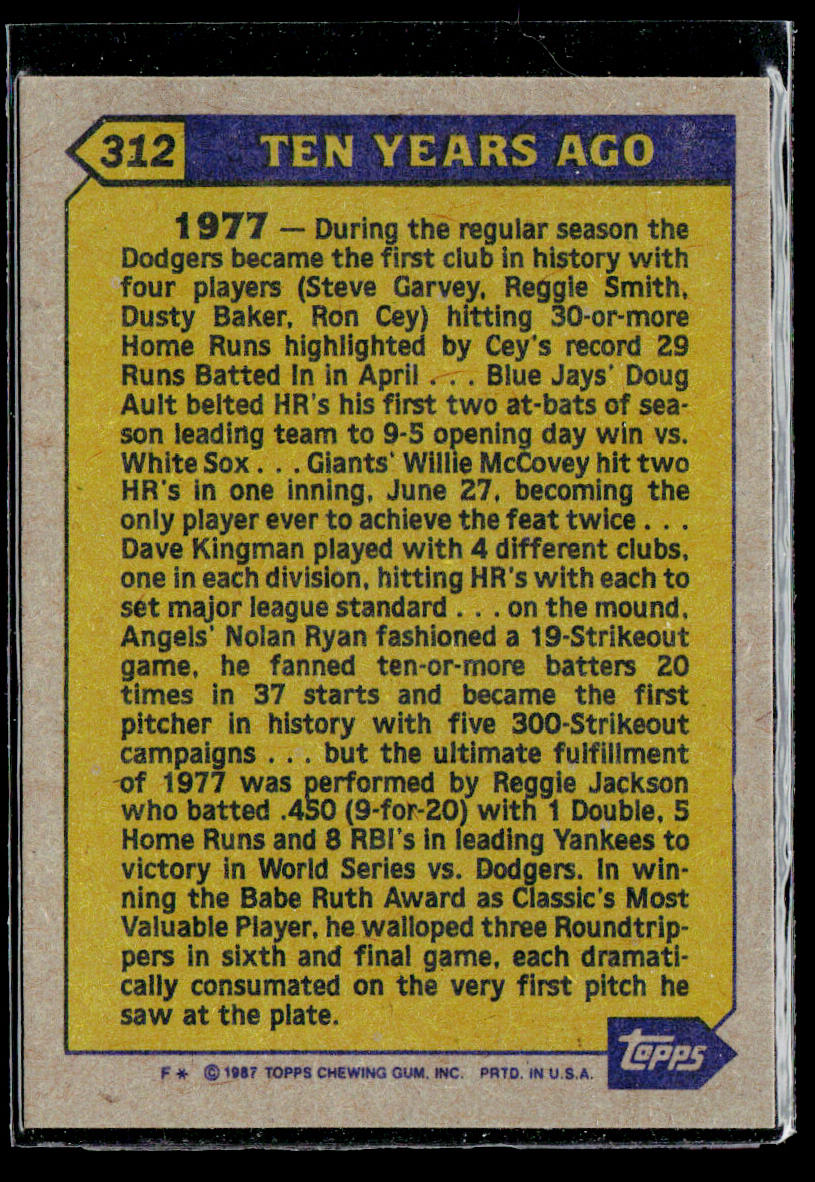 312 TEN YEARS AGO
1977 — During the regular season the
Dodgers became the first club in history with
four players (Steve Garvey, Reggie Smith,
Dusty Baker, Ron Cey) hitting 30-or-more
Home Runs highlighted by Cey's record 29
Runs Batted In in April . . . Blue Jays' Doug
Ault belted HR's his first two at-bats of sea-
son leading team to 9-5 opening day win vs.
White Sox . . . Giants' Willie McCovey hit two
HR's in one inning, June 27, becoming the
only player ever to achieve the feat twice . . .
Dave Kingman played with 4 different clubs,
one in each division, hitting HR's with each to
set major league standard . . . on the mound,
Angels' Nolan Ryan fashioned a 19-Strikeout
game, he fanned ten-or-more batters 20
times in 37 starts and became the first
pitcher in history with five 300-Strikeout
campaigns . . . but the ultimate fulfillment
of 1977 was performed by Reggie Jackson
who batted .450 (9-for-20) with 1 Double, 5
Home Runs and 8 RBI's in leading Yankees to
victory in World Series vs. Dodgers. In win-
ning the Babe Ruth Award as Classic's Most
Valuable Player, he walloped three Roundtrip-
pers in sixth and final game, each dramati-
cally consumated on the very first pitch he
saw at the plate.
topps
F * © 1987 TOPPS CHEWING GUM, INC. PRTD. IN U.S.A.